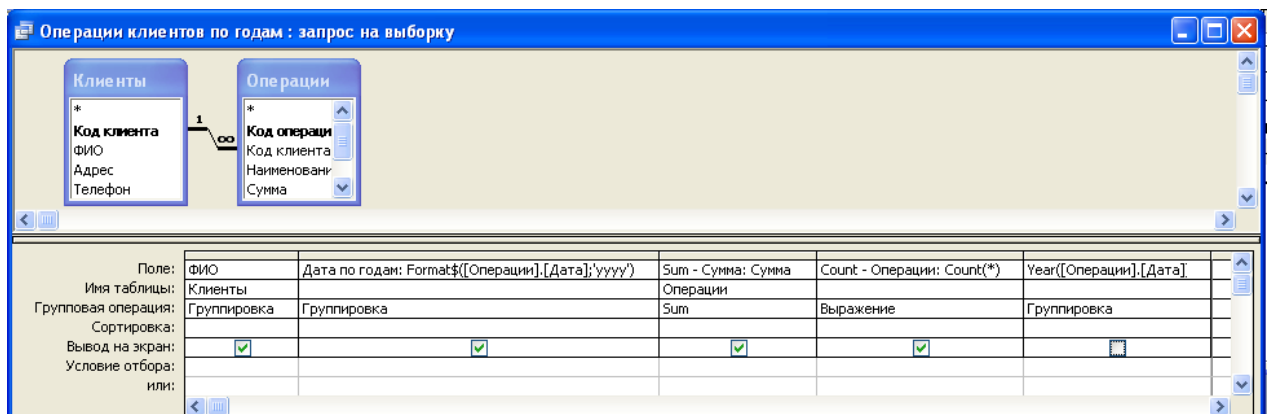 Операции клиентов по годам : запрос на выборку
Клиенты
*
Код клиента
ФИО
Адрес
Телефон
1
∞
Операции
*
Код операци
Код клиента
Наименовани
Сумма
Поле: ФИО Дата по годам: Format$([Операции].[Дата];'yyyy') Sum - Сумма: Сумма Count - Операции: Count(*) Year([Операции].[Дата]
Имя таблицы: Клиенты Операции
Групповая операция: Группировка Группировка Sum Выражение Группировка
Сортировка:
Вывод на экран:
Условие отбора:
или: